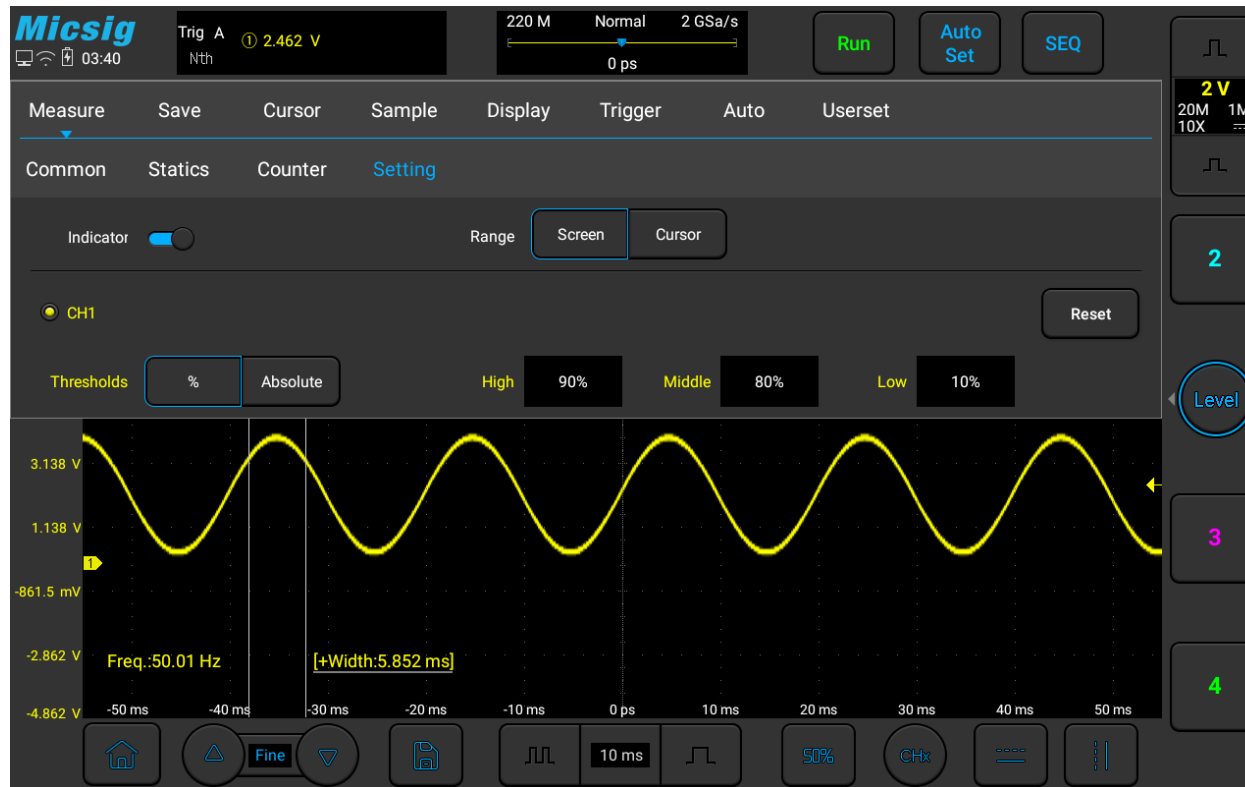 Micsig
03:40
Trig A
Nth
① 2.462 V
220 M Normal 2 GSa/s
0 ps
Run
Auto
Set
SEQ
2 V
20M 1M
10X
Measure Save Cursor Sample Display Trigger Auto Userset
Common Statics Counter Setting
Indicator Range Screen Cursor
CH1 Reset
Thresholds % Absolute High 90% Middle 80% Low 10%
2
Level
3
4
3.138 V
1.138 V
1
-861.5 mV
-2.862 V
-4.862 V
Freq.:50.01 Hz [+Width:5.852 ms]
-50 ms -40 ms -30 ms -20 ms -10 ms 0 ps 10 ms 20 ms 30 ms 40 ms 50 ms
Fine 10 ms 50% CHx